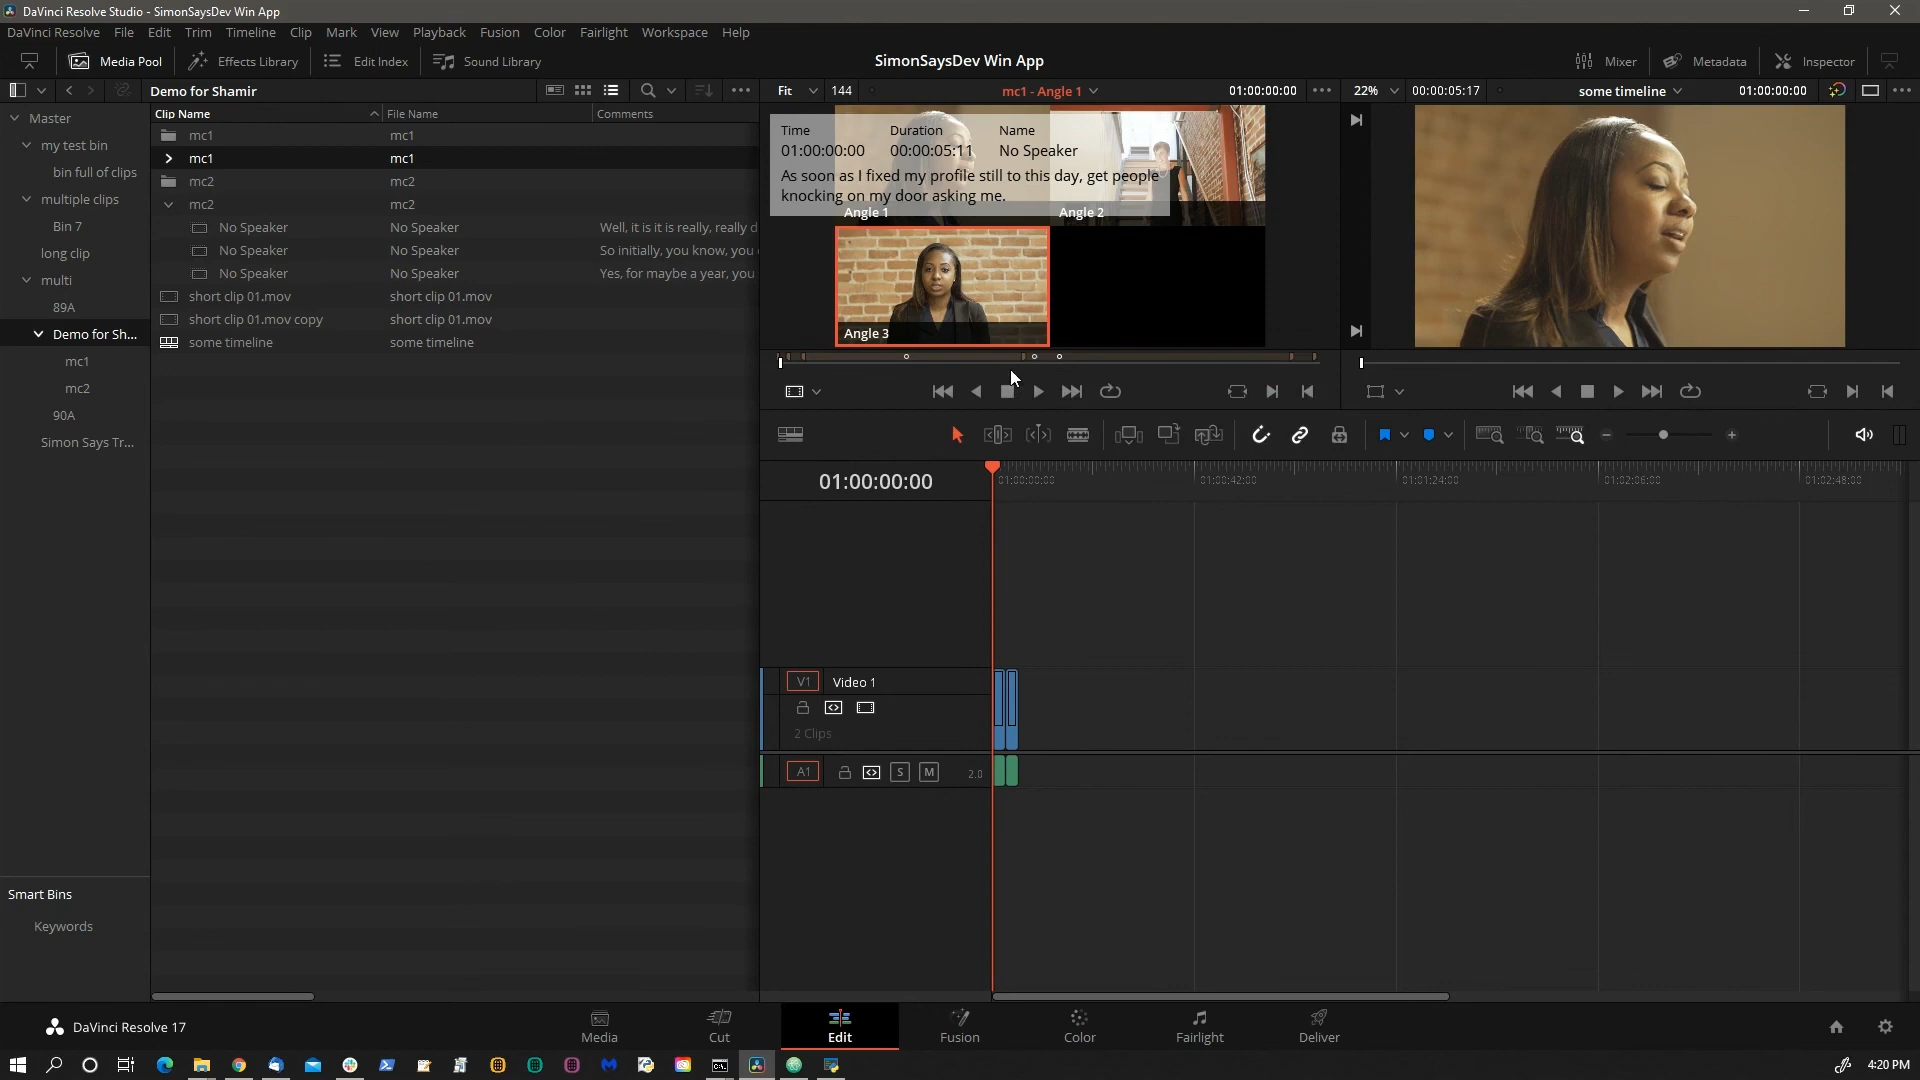 DaVinci Resolve Studio - SimonSaysDev Win App
DaVinci Resolve File Edit Trim Timeline Clip Mark View Playback Fusion Color Fairlight Workspace Help
Media Pool Effects Library Edit Index Sound Library SimonSaysDev Win App Mixer Metadata Inspector
Demo for Shamir Fit 144 mc1 - Angle 1 01:00:00:00 22% 00:00:05:17 some timeline 01:00:00:00
Clip Name File Name Comments
Master
my test bin
bin full of clips
multiple clips
Bin 7
long clip
multi
89A
Demo for Sh...
mc1
mc2
90A
Simon Says Tr...
mc1 mc1
mc1 mc1
mc2 mc2
mc2 mc2
No Speaker No Speaker Well, it is it is really, really d
No Speaker No Speaker So initially, you know, you
No Speaker No Speaker Yes, for maybe a year, you
short clip 01.mov short clip 01.mov
short clip 01.mov copy short clip 01.mov
some timeline some timeline
Time Duration Name
01:00:00:00 00:00:05:11 No Speaker
As soon as I fixed my profile still to this day, get people
knocking on my door asking me.
Angle 1 Angle 2
Angle 3
01:00:00:00 01:00:00:00 01:00:42:00 01:01:24:00 01:02:06:00 01:02:48:00
V1 Video 1
2 Clips
A1 S M 2.0
Smart Bins
Keywords
DaVinci Resolve 17 Media Cut Edit Fusion Color Fairlight Deliver
4:20 PM